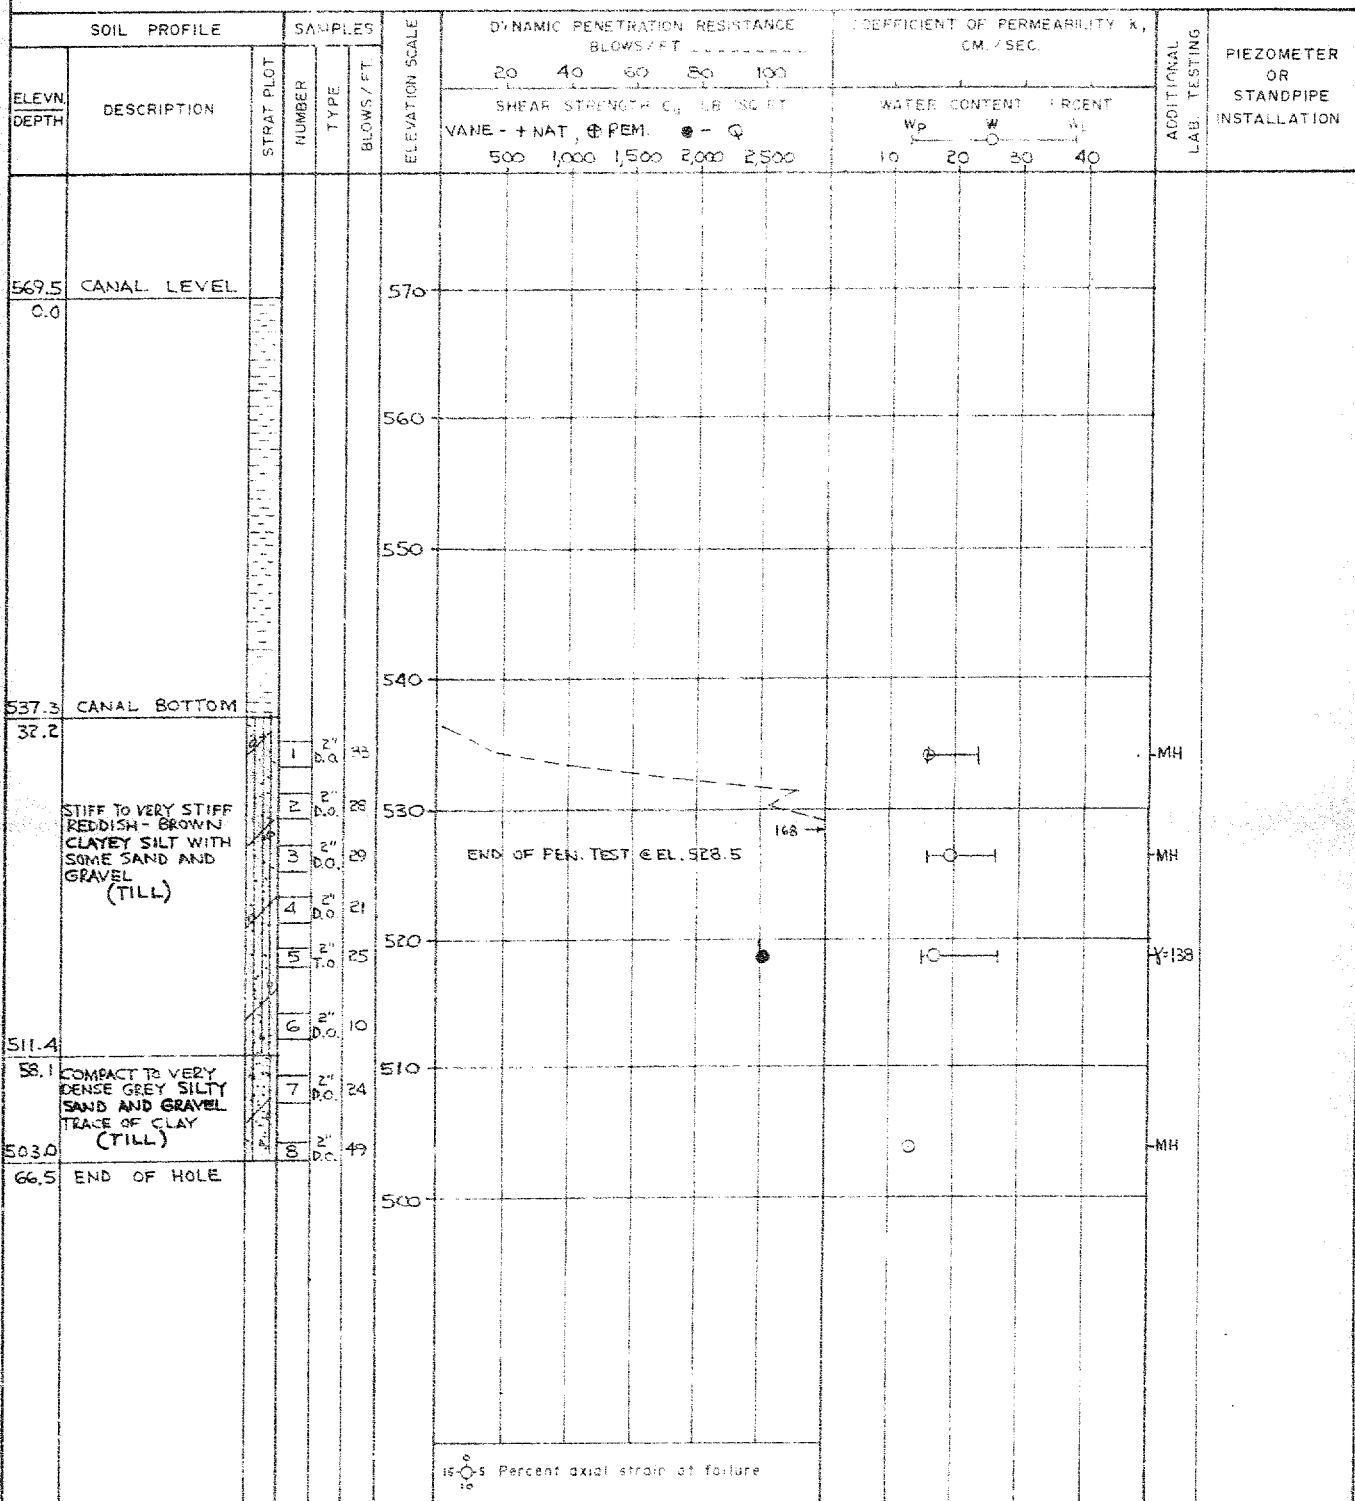 SOIL PROFILE
SAMPLES
ELEVATION SCALE
DYNAMIC PENETRATION RESISTANCE
BLOWS/FT
20 40 60 80 100
COEFFICIENT OF PERMEABILITY K,
CM./SEC.
ADDITIONAL
LAB. TESTING
PIEZOMETER
OR
STANDPIPE
INSTALLATION
ELEVN.
DEPTH
DESCRIPTION
STRAT PLOT
NUMBER
TYPE
BLOWS/FT.
SHEAR STRENGTH Cu LB/SQ FT
VANE - + NAT, ⊕ REM. ● - Q
500 1,000 1,500 2,000 2,500
WATER CONTENT PERCENT
Wp W WL
10 20 30 40
569.5 CANAL LEVEL
0.0
570
560
550
540
537.3 CANAL BOTTOM
32.2
1 2" D.O. 33
MH
STIFF TO VERY STIFF
REDDISH-BROWN
CLAYEY SILT WITH
SOME SAND AND
GRAVEL
(TILL)
2 2" D.O. 28
530
168
3 2" D.O. 29
END OF PEN. TEST @ EL. 528.5
MH
4 2" D.O. 21
520
5 2" T.O. 25
γ=138
6 2" D.O. 10
511.4
58.1
COMPACT TO VERY
DENSE GREY SILTY
SAND AND GRAVEL
TRACE OF CLAY
(TILL)
510
7 2" D.O. 24
503.0
8 2" D.O. 49
MH
66.5 END OF HOLE
500
0
15 5 Percent axial strain at failure
10